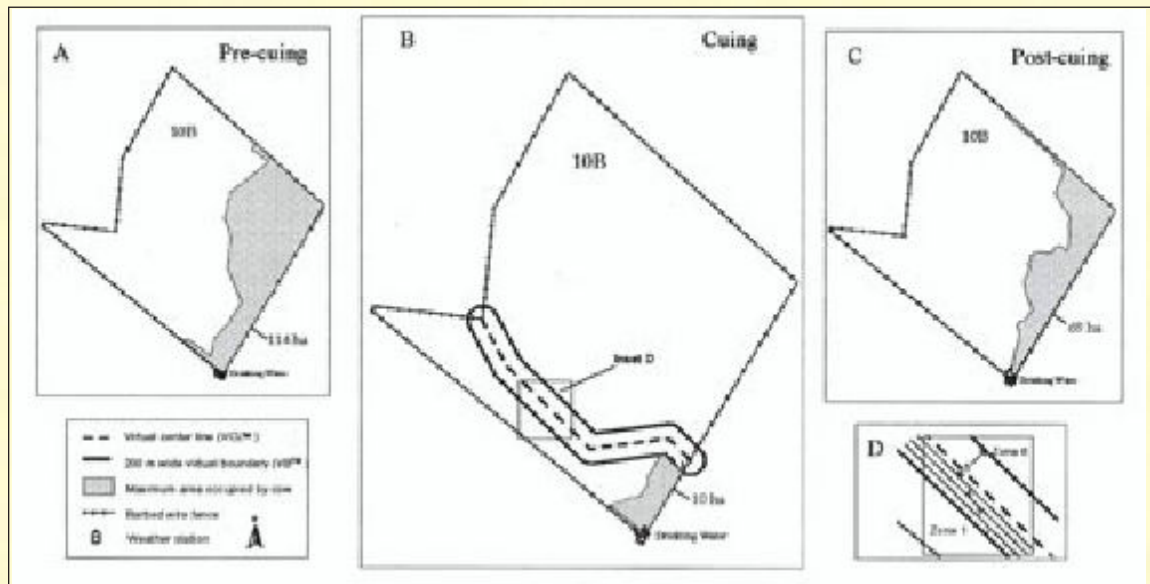 A
Pre-cuing
10B
114 ha
Drinking Water
B
Cuing
10B
Inset D
10 ha
Drinking Water
C
Post-cuing
10B
ha
Drinking Water
Virtual center line
200 m wide Virtual Boundary
Maximum area occupied by cow
Barbed wire fence
Weather station
D
Zone
Zone 1